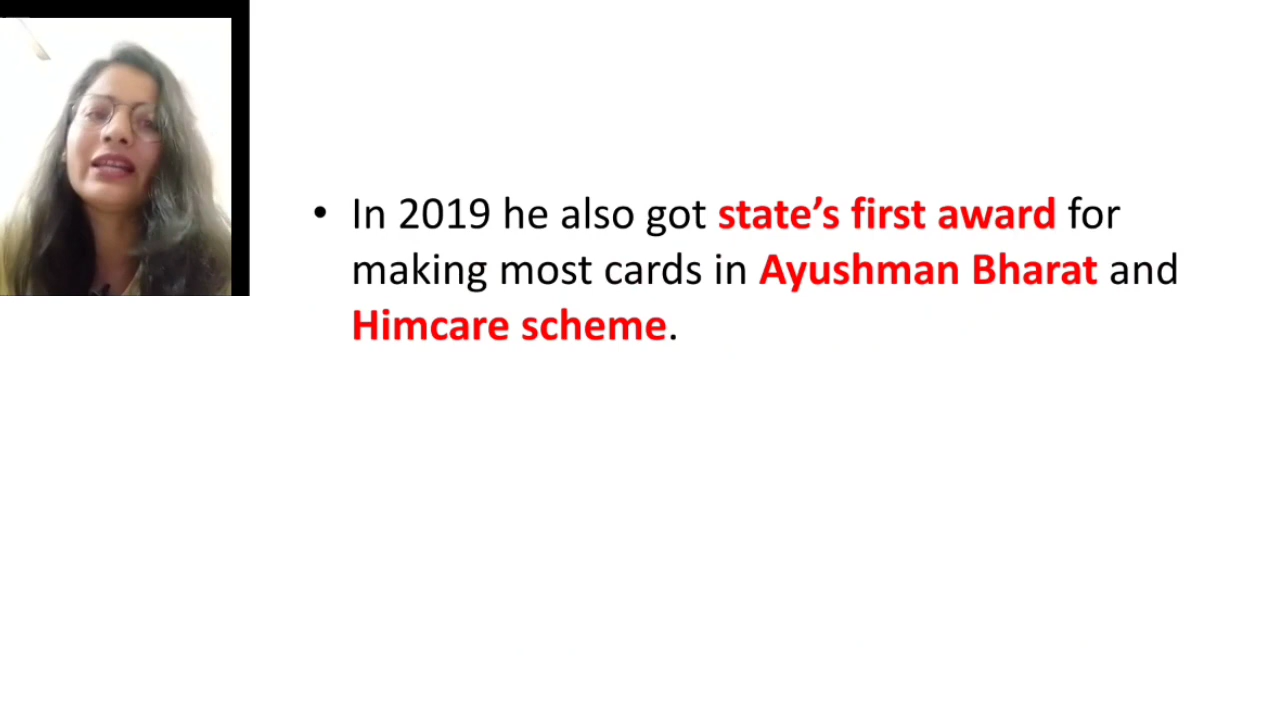 • In 2019 he also got state’s first award for
making most cards in Ayushman Bharat and
Himcare scheme.